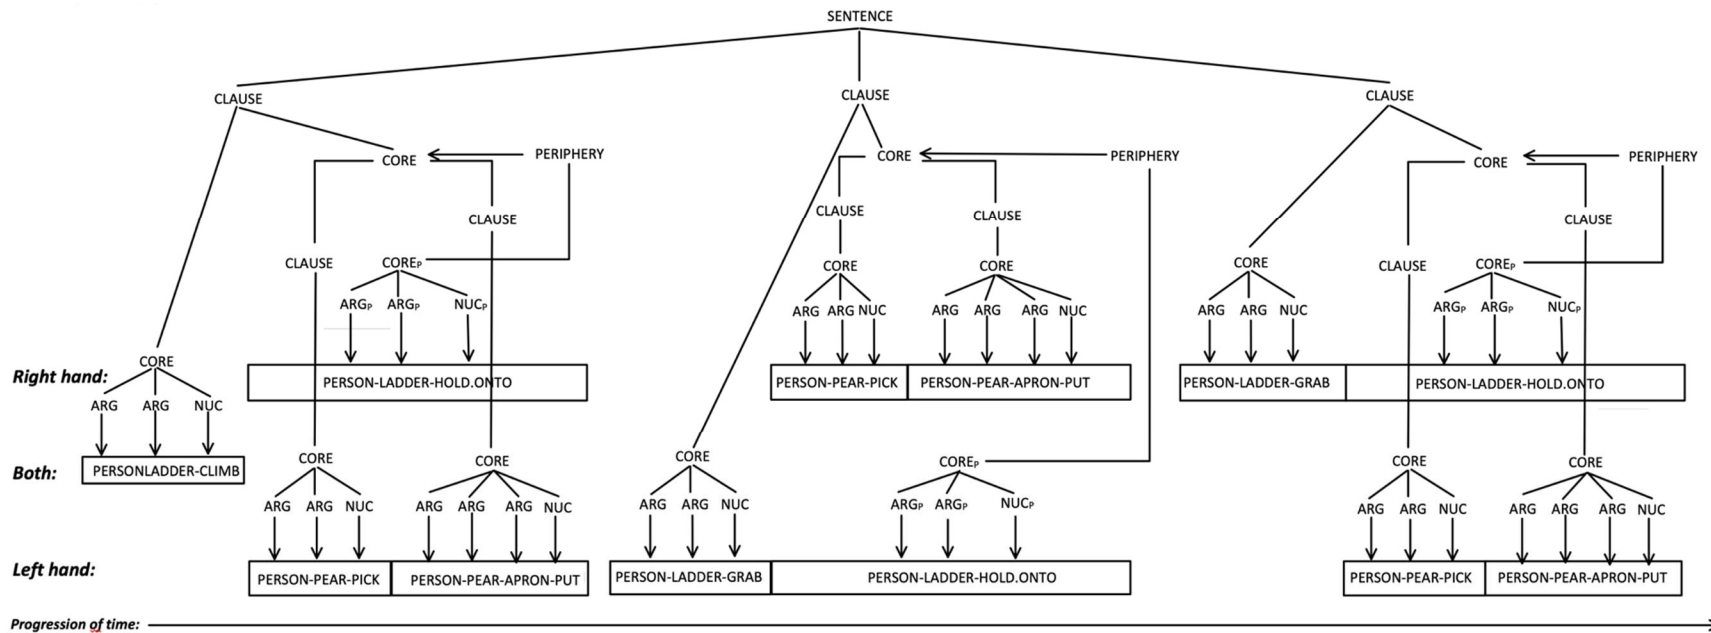 SENTENCE
CLAUSE CLAUSE CLAUSE
CORE PERIPHERY CORE PERIPHERY CORE PERIPHERY
CLAUSE CLAUSE CLAUSE CLAUSE
CLAUSE COREP CORE CORE CORE CLAUSE COREP
ARGP ARGP NUCP ARG ARG NUC ARG ARG ARG NUC ARG ARG NUC ARGP ARGP NUCP
CORE
Right hand: PERSON-LADDER-HOLD.ONTO PERSON-PEAR-PICK PERSON-PEAR-APRON-PUT PERSON-LADDER-GRAB PERSON-LADDER-HOLD.ONTO
ARG ARG NUC
CORE CORE CORE COREP CORE CORE
Both: PERSONLADDER-CLIMB
ARG ARG NUC ARG ARG ARG NUC ARG ARG NUC ARGP ARGP NUCP ARG ARG NUC ARG ARG ARG NUC
Left hand: PERSON-PEAR-PICK PERSON-PEAR-APRON-PUT PERSON-LADDER-GRAB PERSON-LADDER-HOLD.ONTO PERSON-PEAR-PICK PERSON-PEAR-APRON-PUT
Progression of time: